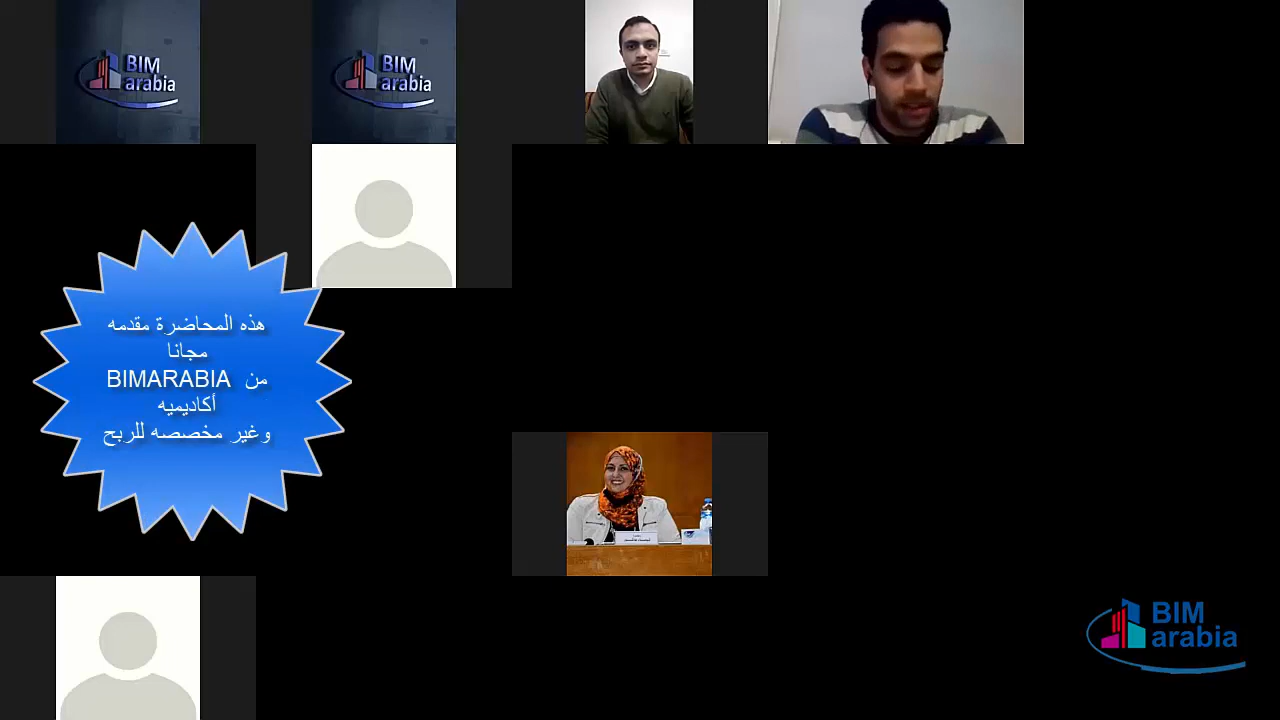 BIM
arabia
BIM
arabia
هذه المحاضرة مقدمه
مجانا
من BIMARABIA
أكاديميه
وغير مخصصه للربح
BIM
arabia